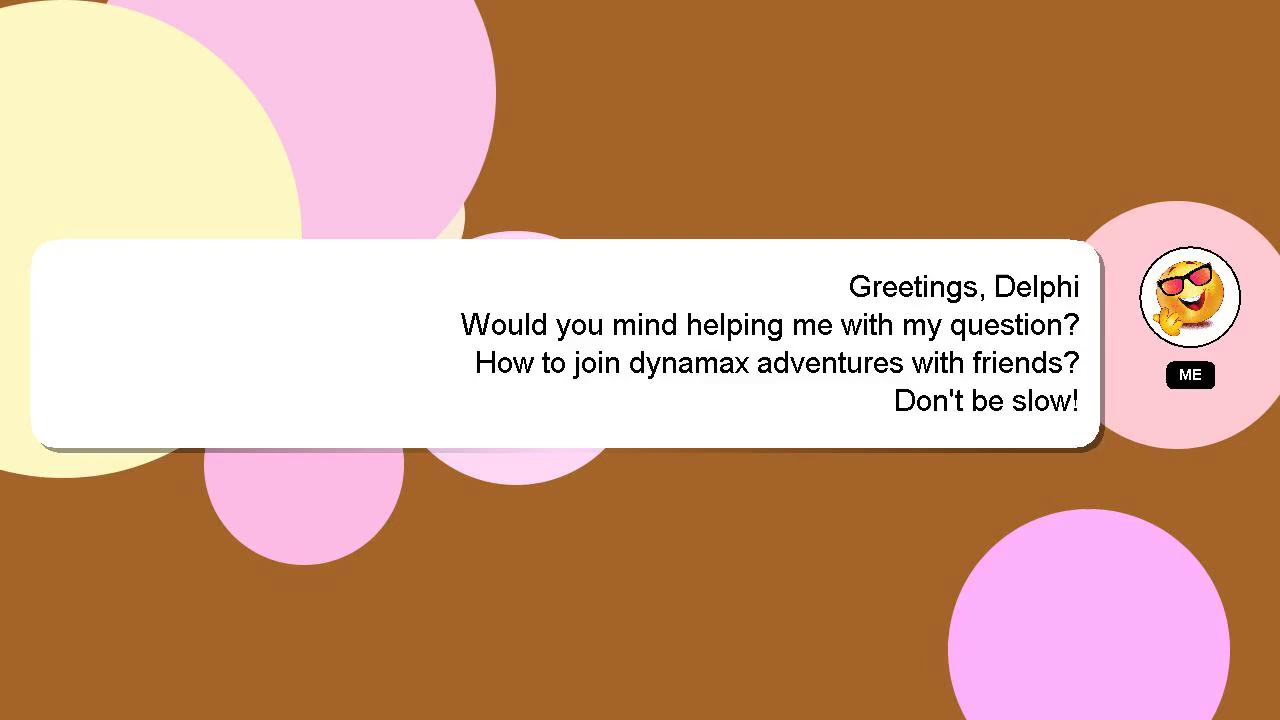 Greetings, Delphi
Would you mind helping me with my question?
How to join dynamax adventures with friends?
Don't be slow!
ME